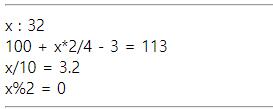 x : 32
100 + x*2/4 - 3 = 113
x/10 = 3.2
x%2 = 0